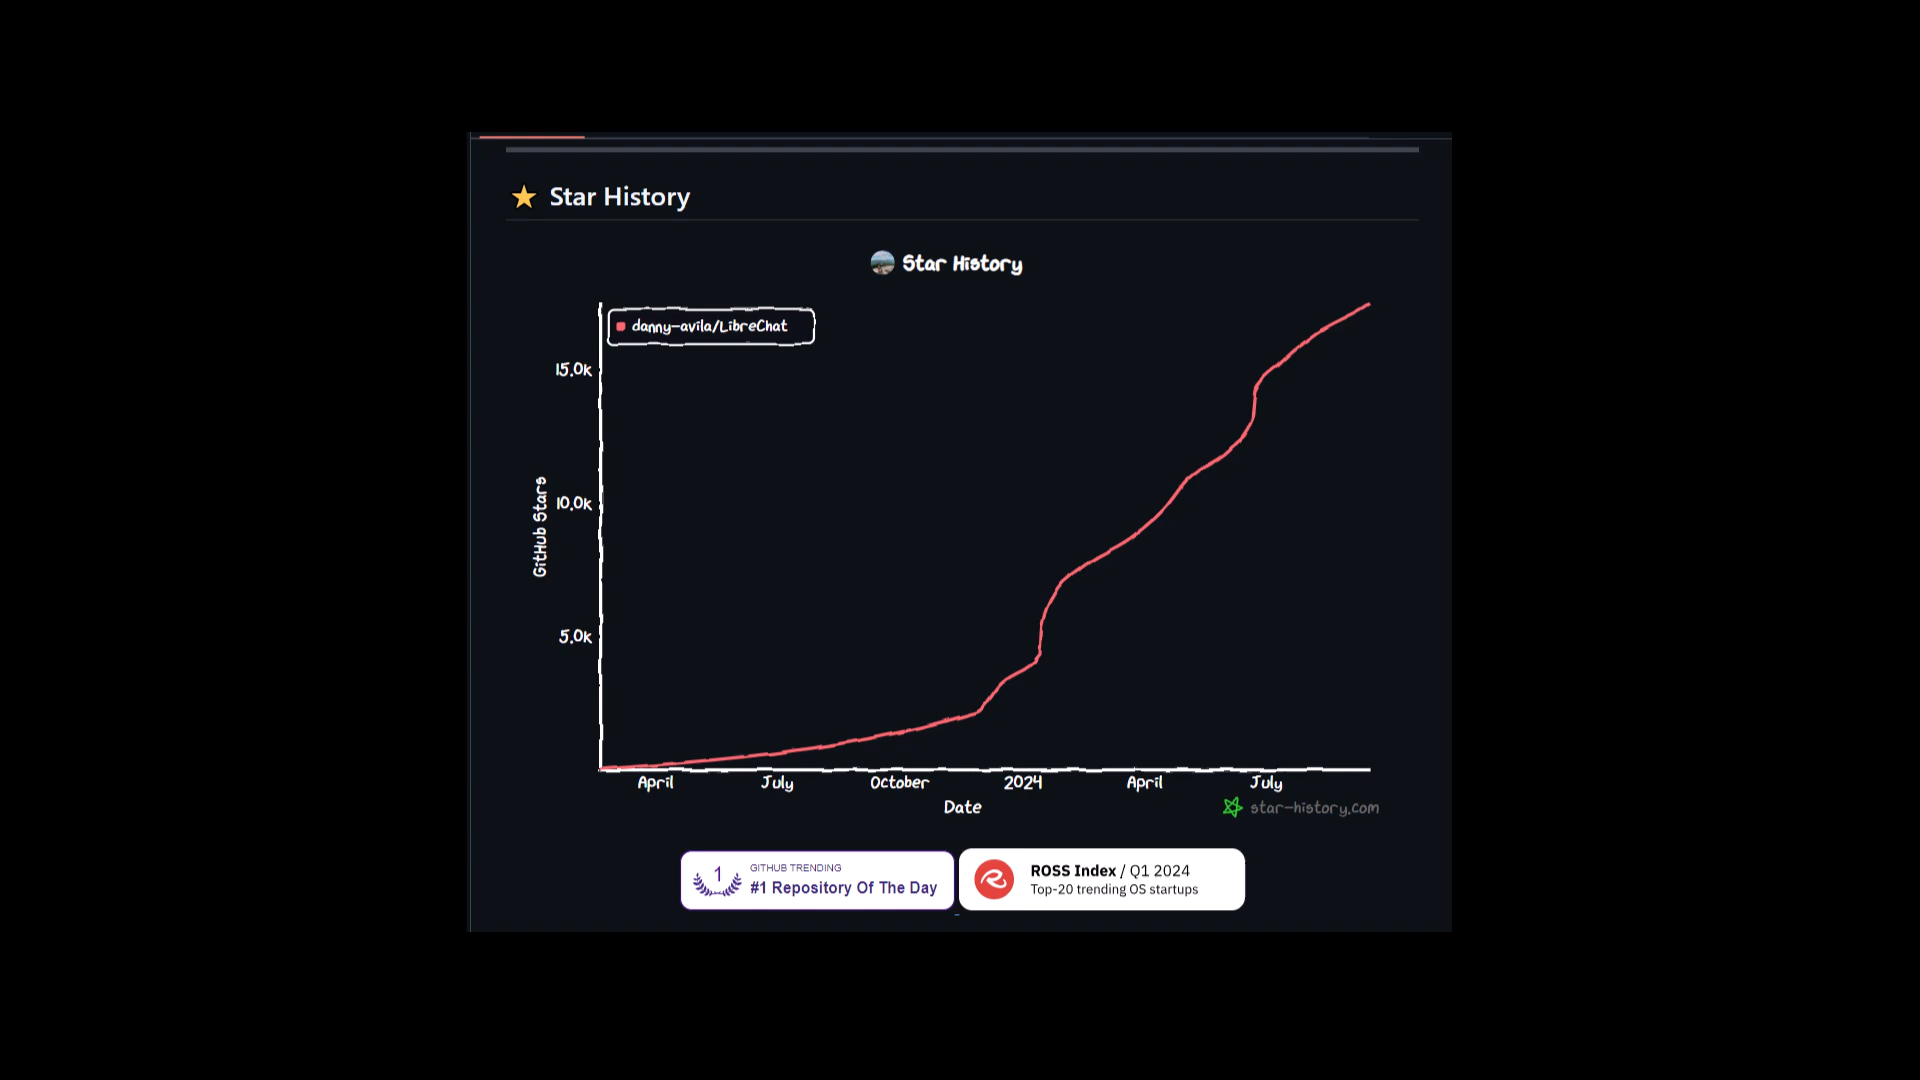 Star History
Star History
danny-avila/LibreChat
15.0k
10.0k
5.0k
GitHub Stars
April July October 2024 April July
Date
star-history.com
1
GITHUB TRENDING
#1 Repository Of The Day
ROSS Index / Q1 2024
Top-20 trending OS startups